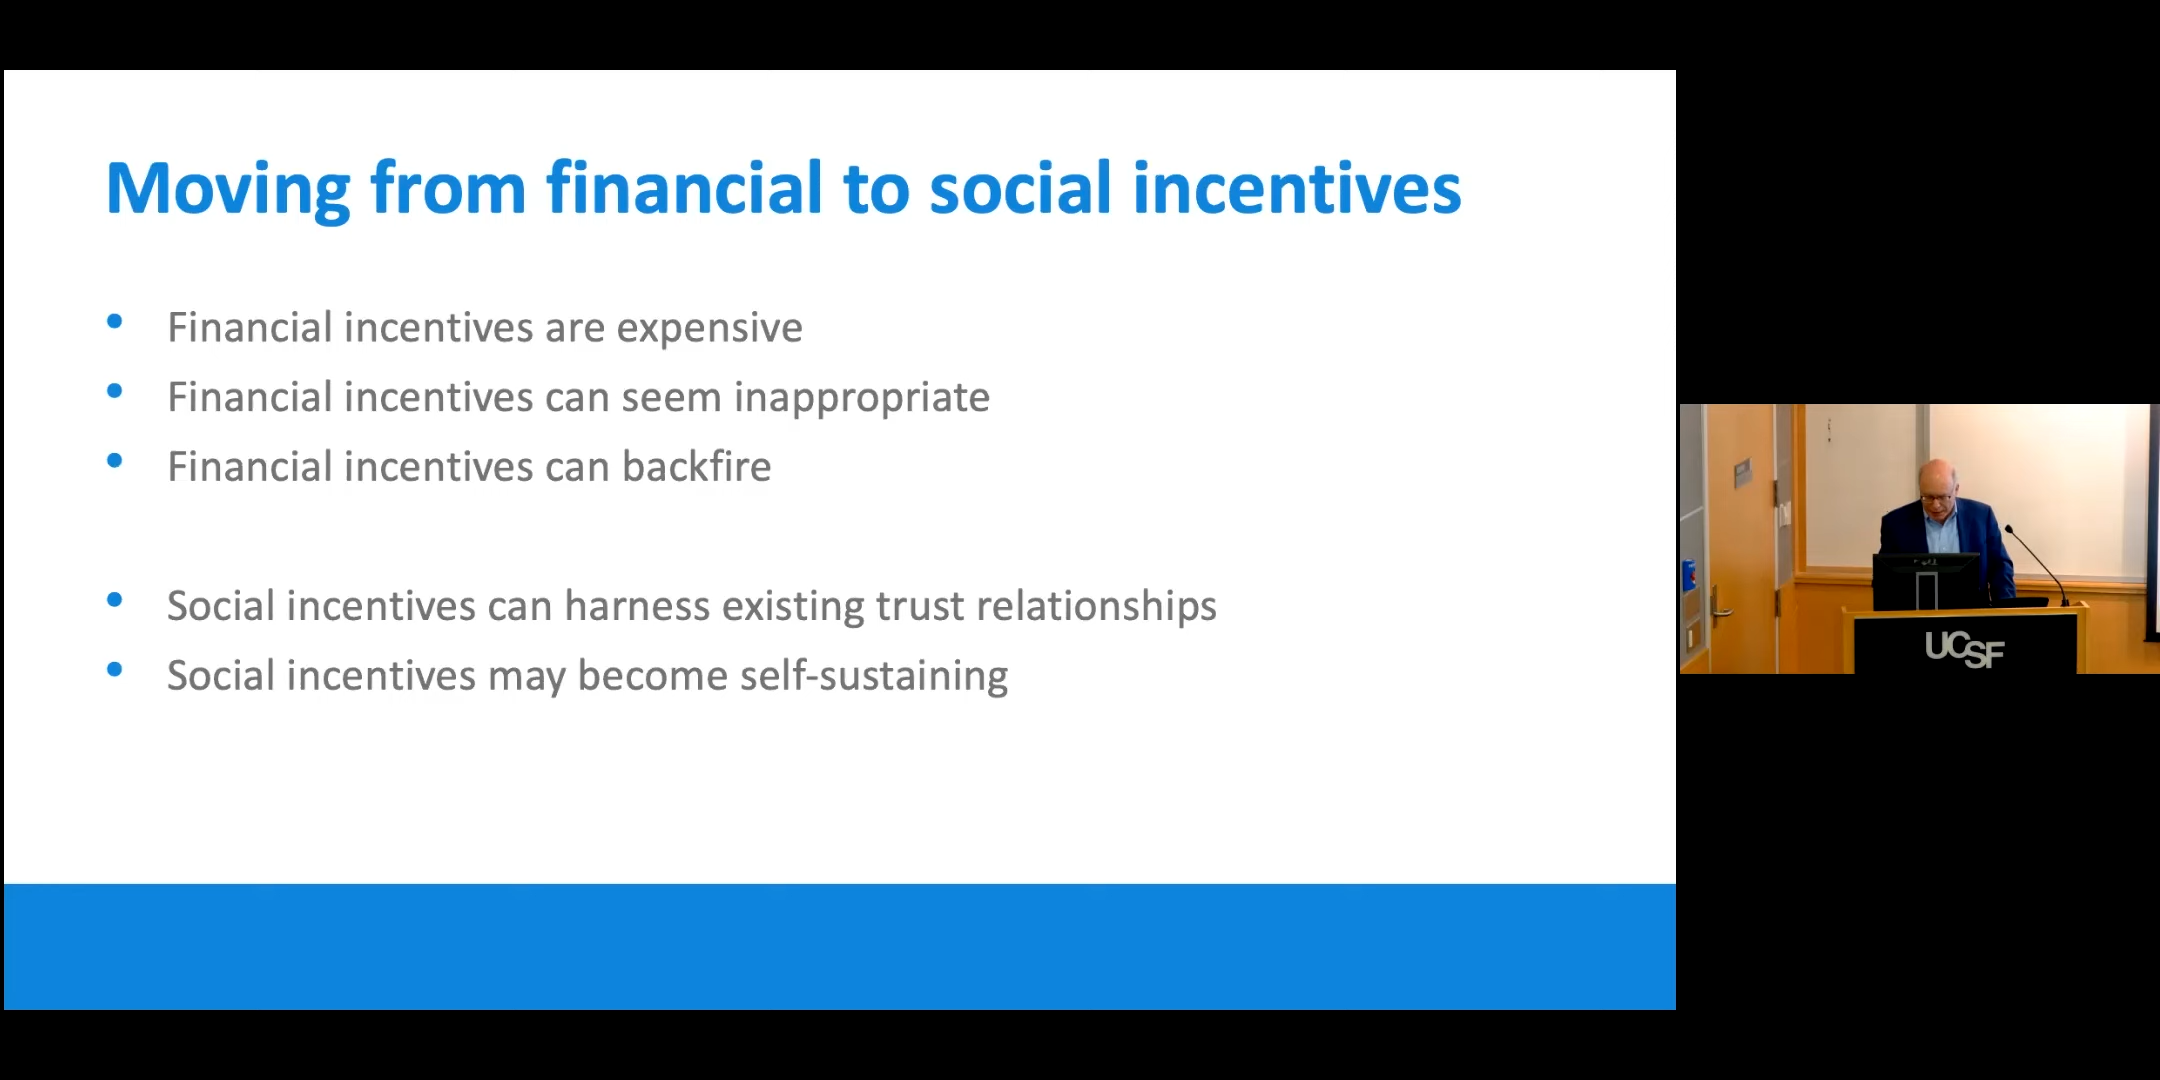 Moving from financial to social incentives
Financial incentives are expensive
Financial incentives can seem inappropriate
Financial incentives can backfire
Social incentives can harness existing trust relationships
Social incentives may become self-sustaining
UCSF